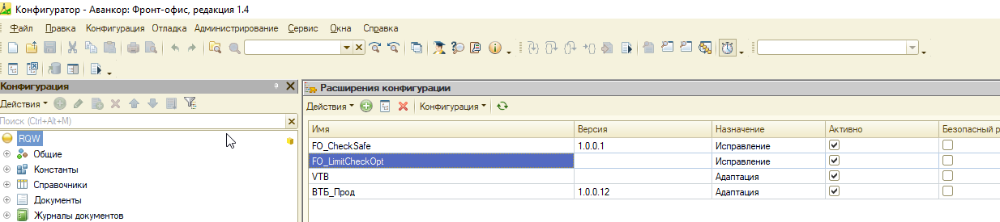 Конфигуратор - Аванкор: Фронт-офис, редакция 1.4
Файл Правка Конфигурация Отладка Администрирование Сервис Окна Справка
Конфигурация
Действия
Поиск (Ctrl+Alt+M)
RQW
Общие
Константы
Справочники
Документы
Журналы документов
Расширения конфигурации
Действия Конфигурация
Имя Версия Назначение Активно Безопасный р
FO_CheckSafe 1.0.0.1 Исправление
FO_LimitCheckOpt Исправление
VTB Адаптация
ВТБ_Прод 1.0.0.12 Адаптация